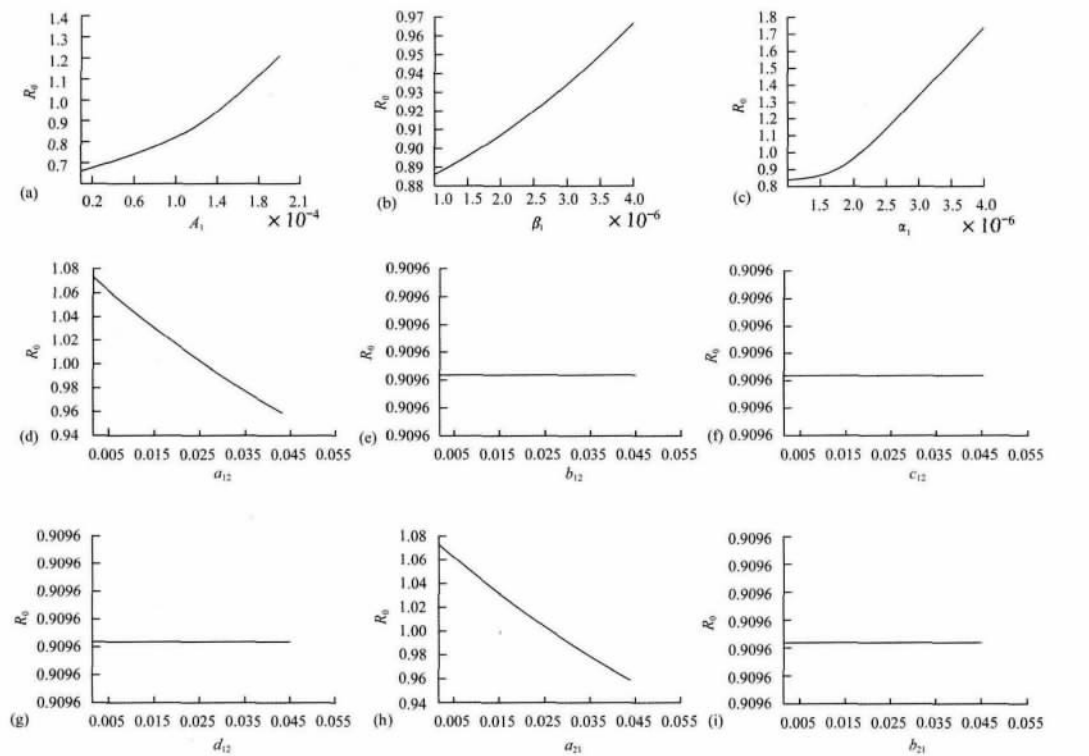 1.4
1.4
1.2
1.1
1.0
0.9
0.8
0.7
R₀
(a)
0.2 0.6 1.0 1.4 1.8 2.1
A₁
×10⁻⁴
0.97
0.96
0.95
0.94
0.93
0.92
0.91
0.90
0.89
0.88
R₀
(b)
1.0 1.5 2.0 2.5 3.0 3.5 4.0
β₁
×10⁻⁶
1.8
1.7
1.6
1.5
1.4
1.3
1.2
1.1
1.0
0.9
0.8
R₀
(c)
1.5 2.0 2.5 3.0 3.5 4.0
α₁
×10⁻⁶
1.08
1.06
1.04
1.02
1.00
0.98
0.96
0.94
R₀
(d)
0.005 0.015 0.025 0.035 0.045 0.055
a₁₂
0.9096
0.9096
0.9096
0.9096
0.9096
0.9096
0.9096
R₀
(e)
0.005 0.015 0.025 0.035 0.045 0.055
b₁₂
0.9096
0.9096
0.9096
0.9096
0.9096
0.9096
0.9096
R₀
(f)
0.005 0.015 0.025 0.035 0.045 0.055
c₁₂
0.9096
0.9096
0.9096
0.9096
0.9096
0.9096
0.9096
R₀
(g)
0.005 0.015 0.025 0.035 0.045 0.055
d₁₂
1.08
1.06
1.04
1.02
1.00
0.98
0.96
0.94
R₀
(h)
0.005 0.015 0.025 0.035 0.045 0.055
a₂₁
0.9096
0.9096
0.9096
0.9096
0.9096
0.9096
0.9096
R₀
(i)
0.005 0.015 0.025 0.035 0.045 0.055
b₂₁